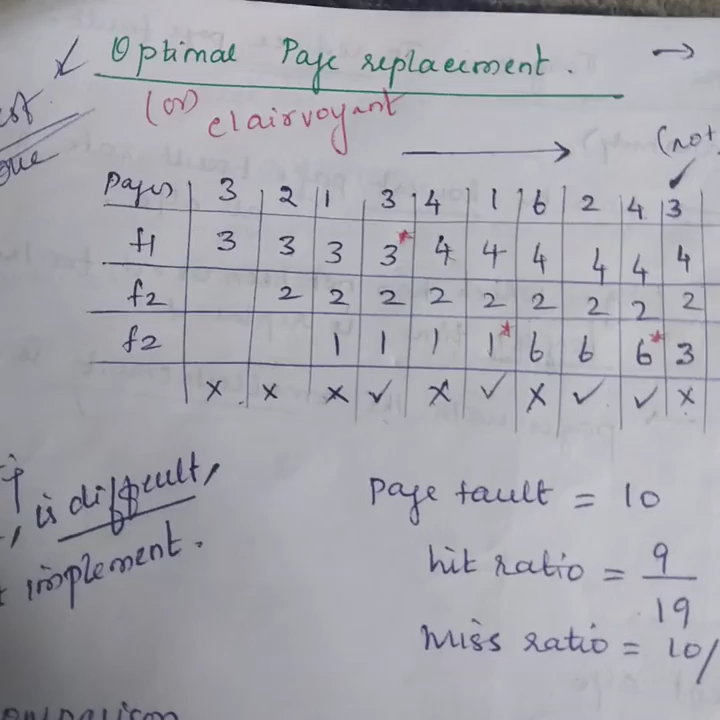 Optimal Page replacement. →
(or) clairvoyant
(not
Pages 3 2 1 3 4 1 6 2 4 3
f1 3 3 3 3* 4 4 4 4 4 4
f2 2 2 2 2 2 2 2 2 2
f2 1 1 1 1* 6 6 6* 3
x x x ✓ x ✓ x ✓ ✓ x
is difficult,
implement.
Page fault = 10
hit ratio = 9/19
Miss ratio = 10/